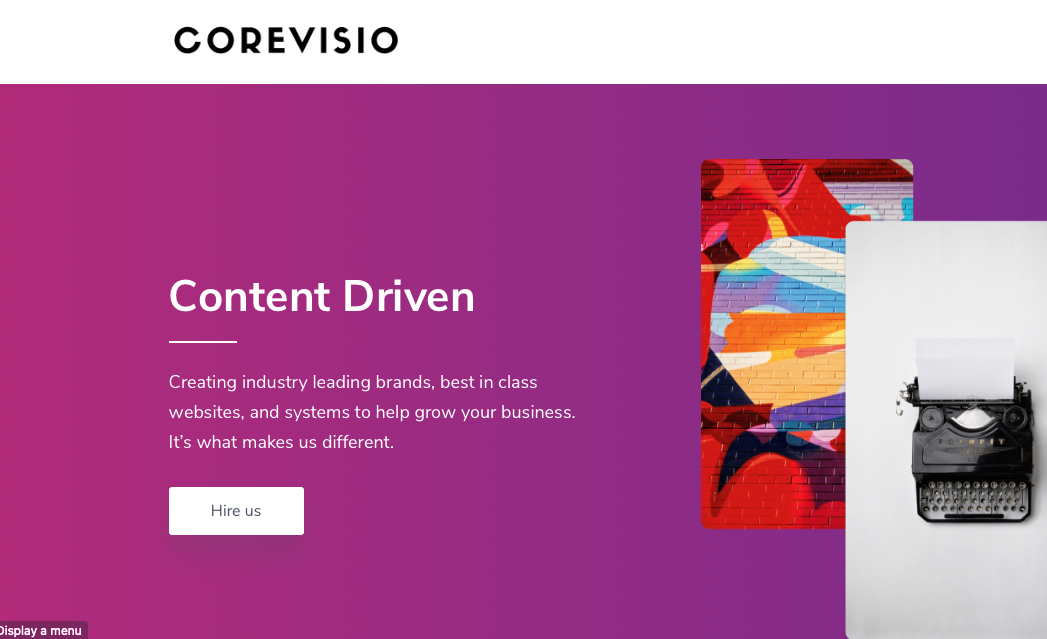 COREVISIO
Content Driven
Creating industry leading brands, best in class
websites, and systems to help grow your business.
It's what makes us different.
Hire us
Display a menu